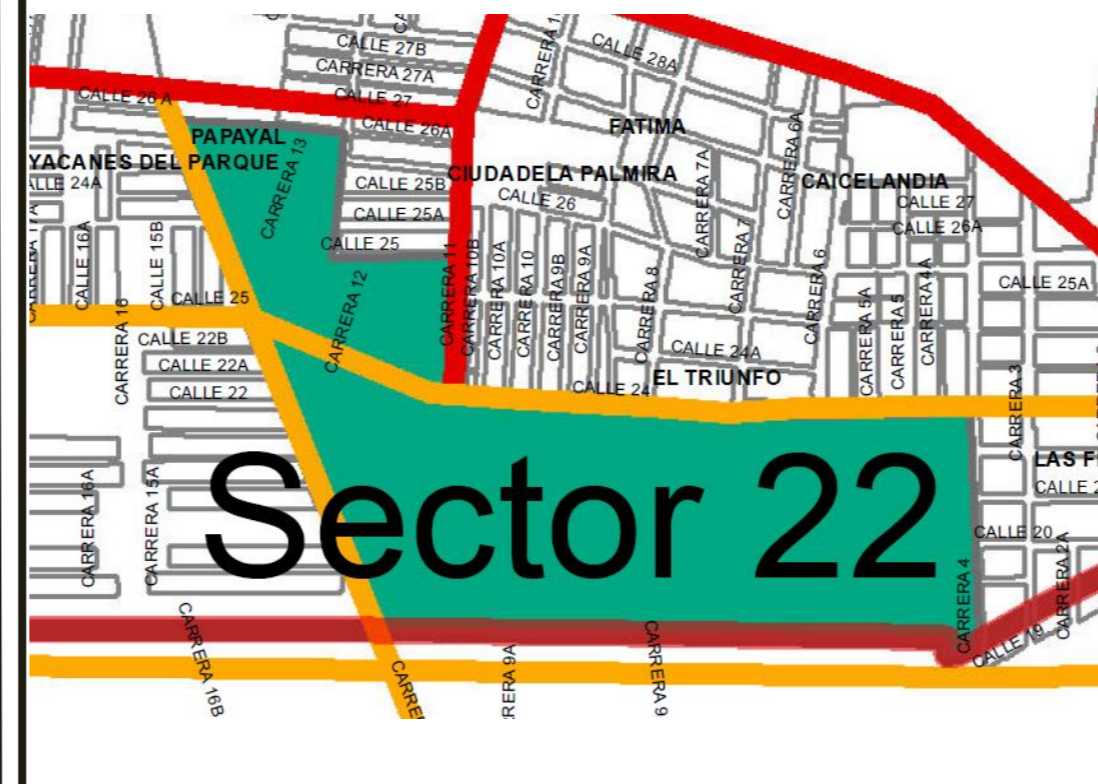 CALLE 27B
CARRERA 27A
CALLE 27
CALLE 26 A
CALLE 26A
CALLE 28A
CARRERA 6A
FATIMA
PAPAYAL
YACANES DEL PARQUE
CARRERA 13
CIUDADELA PALMIRA
CARRERA 7A
CAICELANDIA
CALLE 25B
CALLE 26
CALLE 27
CALLE 25A
CALLE 26A
CALLE 25
CALLE 16A
CALLE 15B
CARRERA 7
CARRERA 6
CALLE 25A
CALLE 25
CARRERA 16
CARRERA 12
CARRERA 11
CARRERA 10B
CARRERA 10A
CARRERA 10
CARRERA 9B
CARRERA 9A
CARRERA 8
CARRERA 5A
CARRERA 5
CARRERA 4A
CALLE 22B
CALLE 22A
CALLE 24A
CALLE 22
CALLE 24
EL TRIUNFO
CARRERA 3
CARRERA 16A
CARRERA 15A
Sector 22
CALLE 20
CARRERA 2A
CARRERA 4
CALLE 19
CARRERA 16B
CARRERA 9